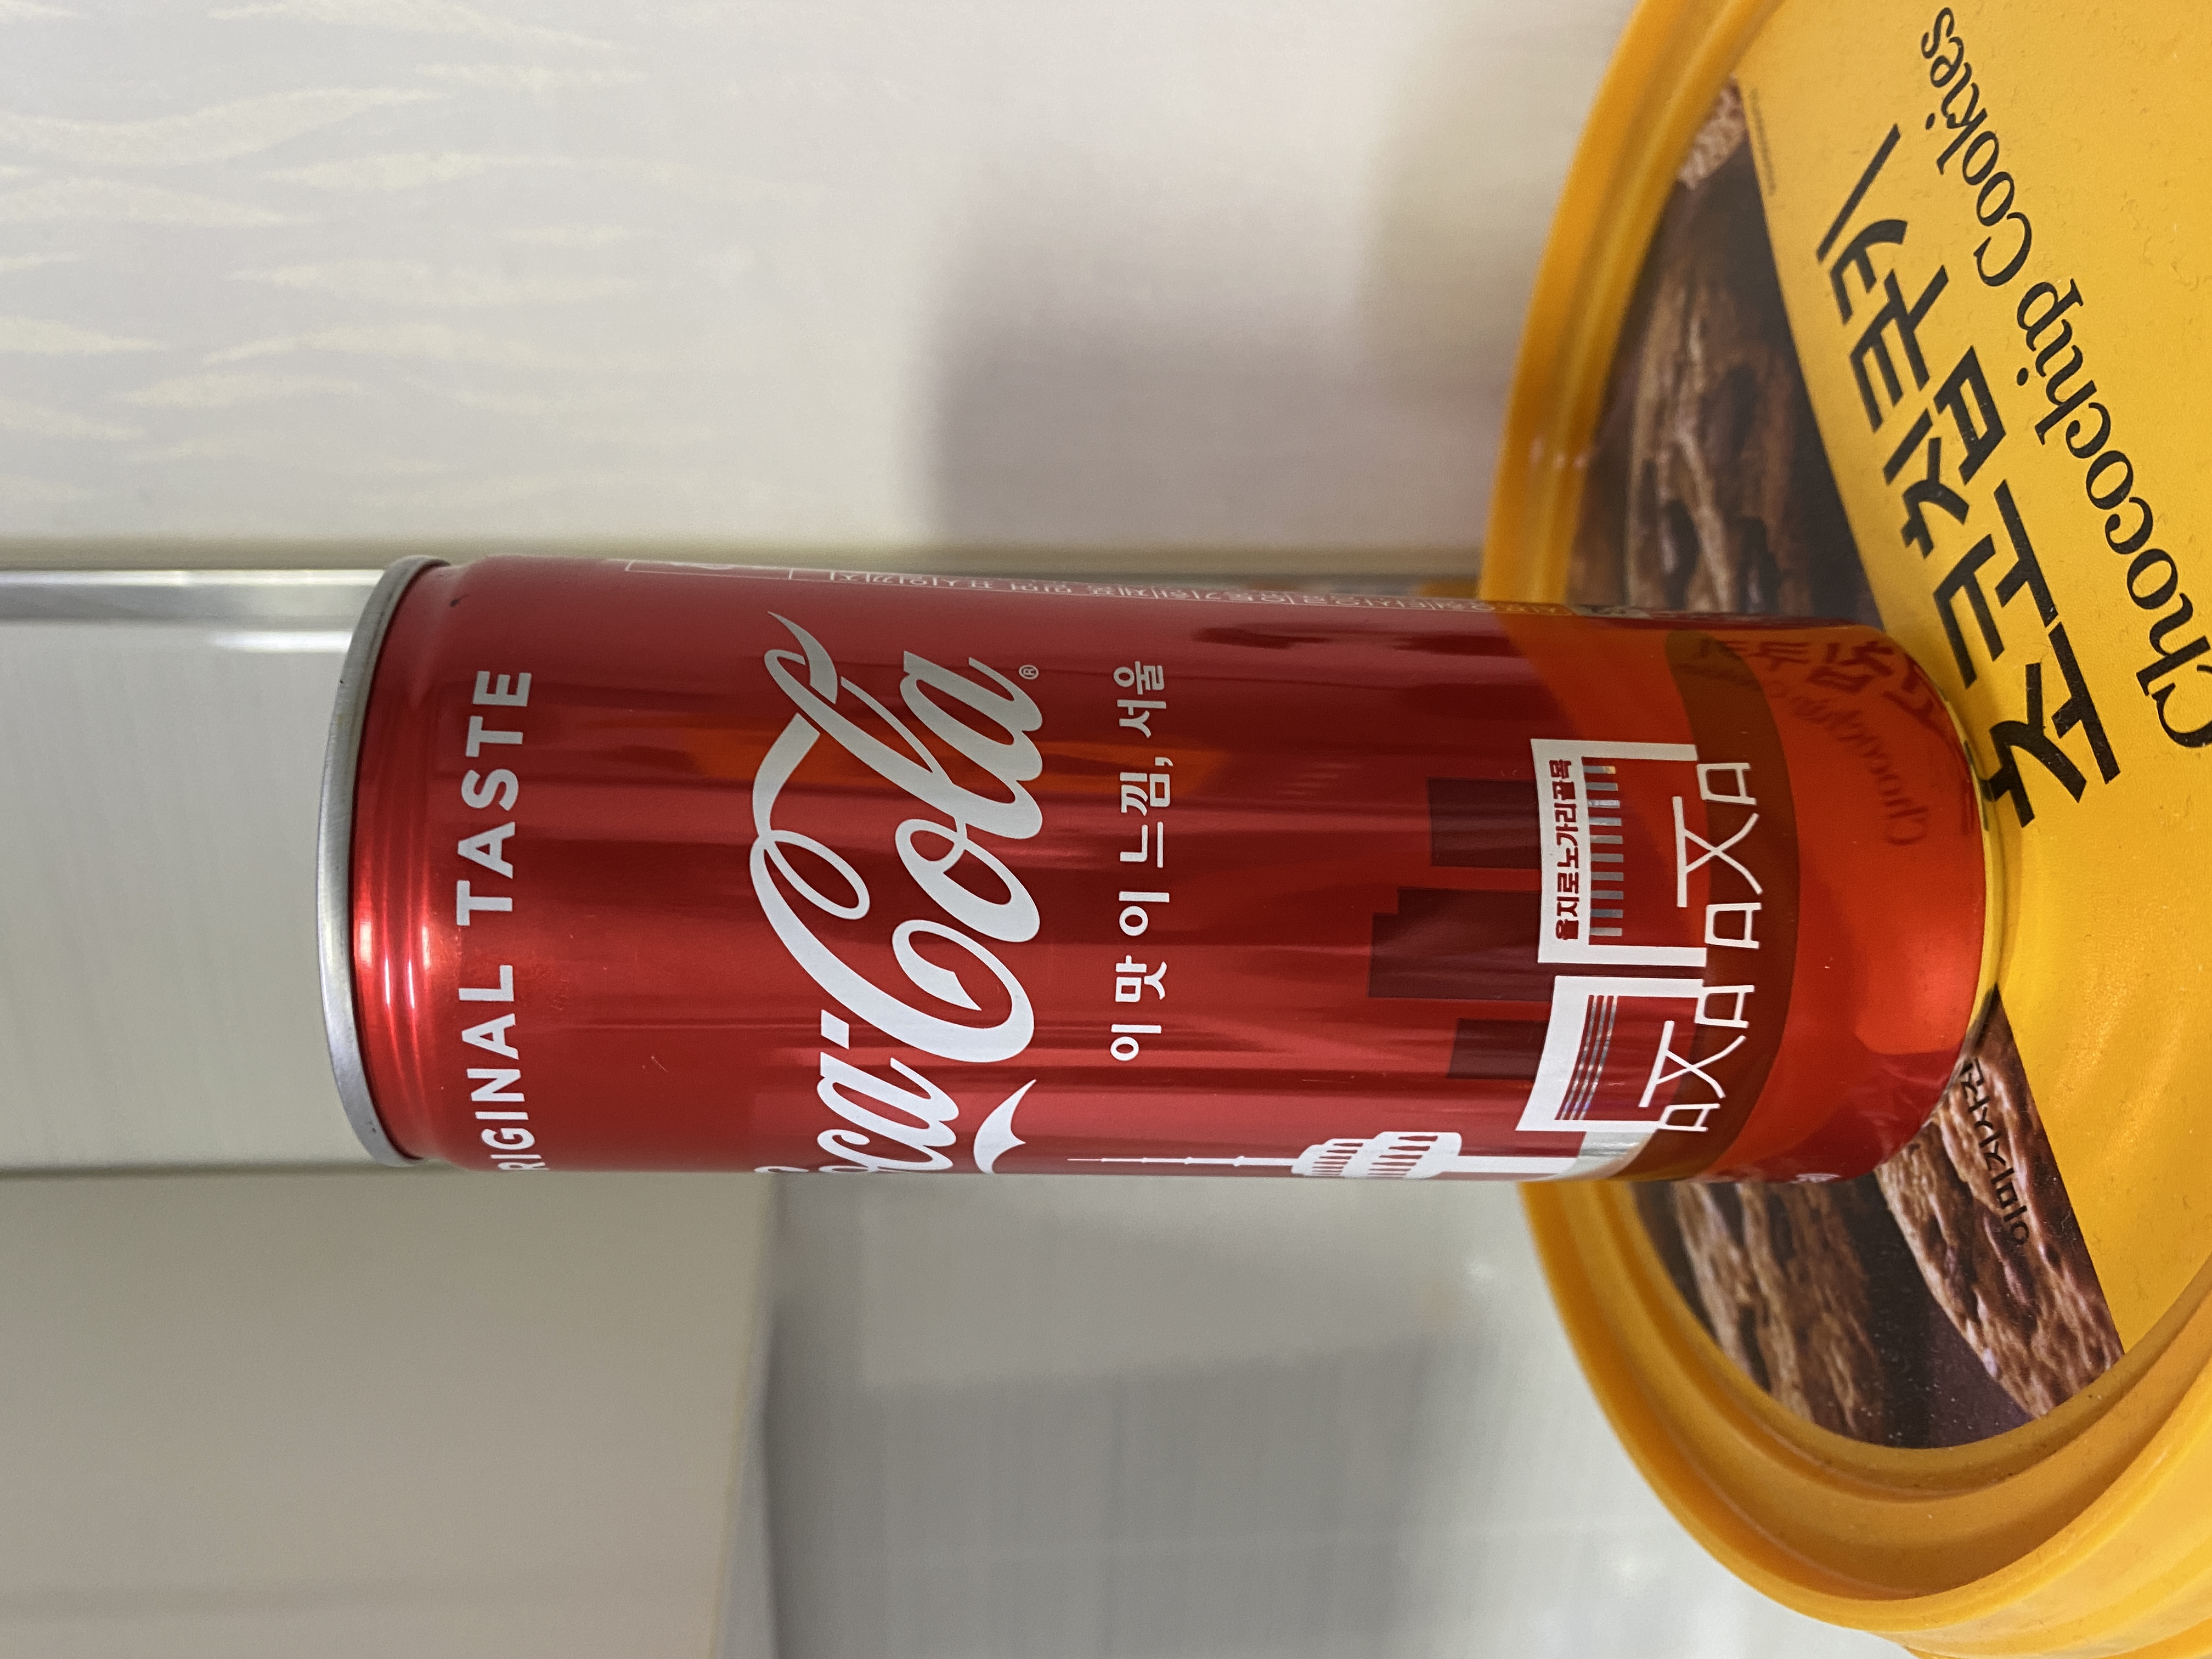 ORIGINAL TASTE
Coca-Cola®
이 맛 이 느낌, 서울
을지로노가리골목
이미지사진
초코칩쿠키
Chocochip Cookies